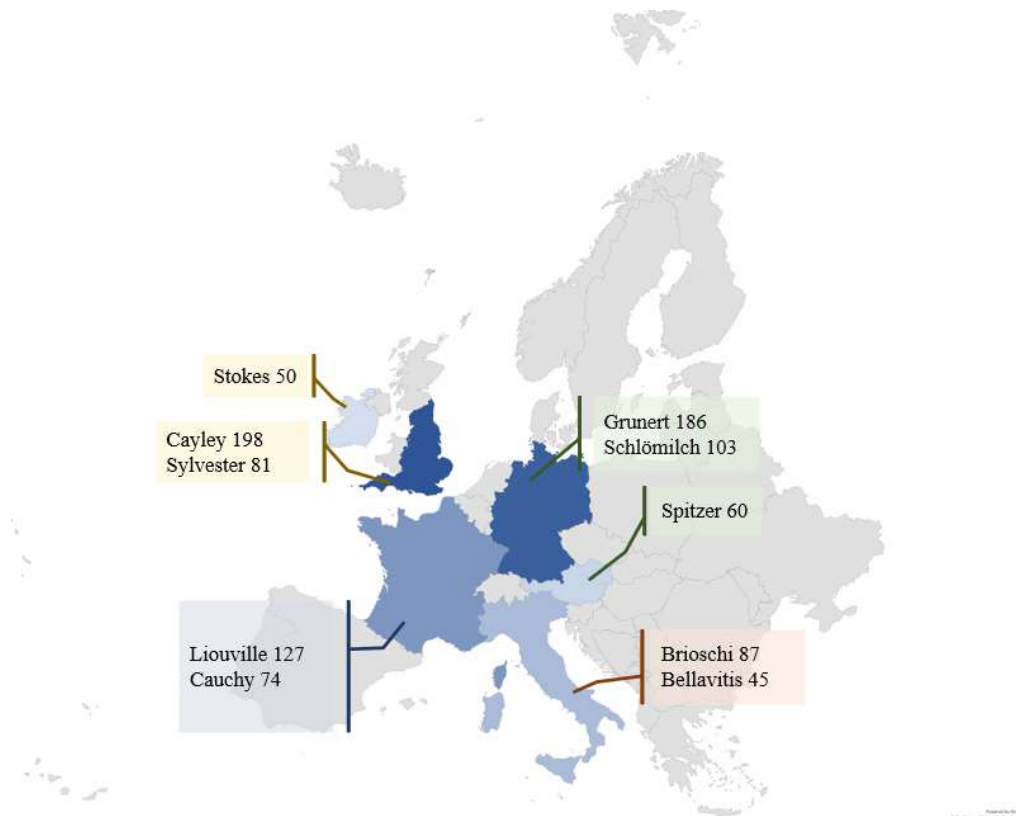 Stokes 50
Cayley 198
Sylvester 81
Grunert 186
Schlömilch 103
Spitzer 60
Liouville 127
Cauchy 74
Brioschi 87
Bellavitis 45